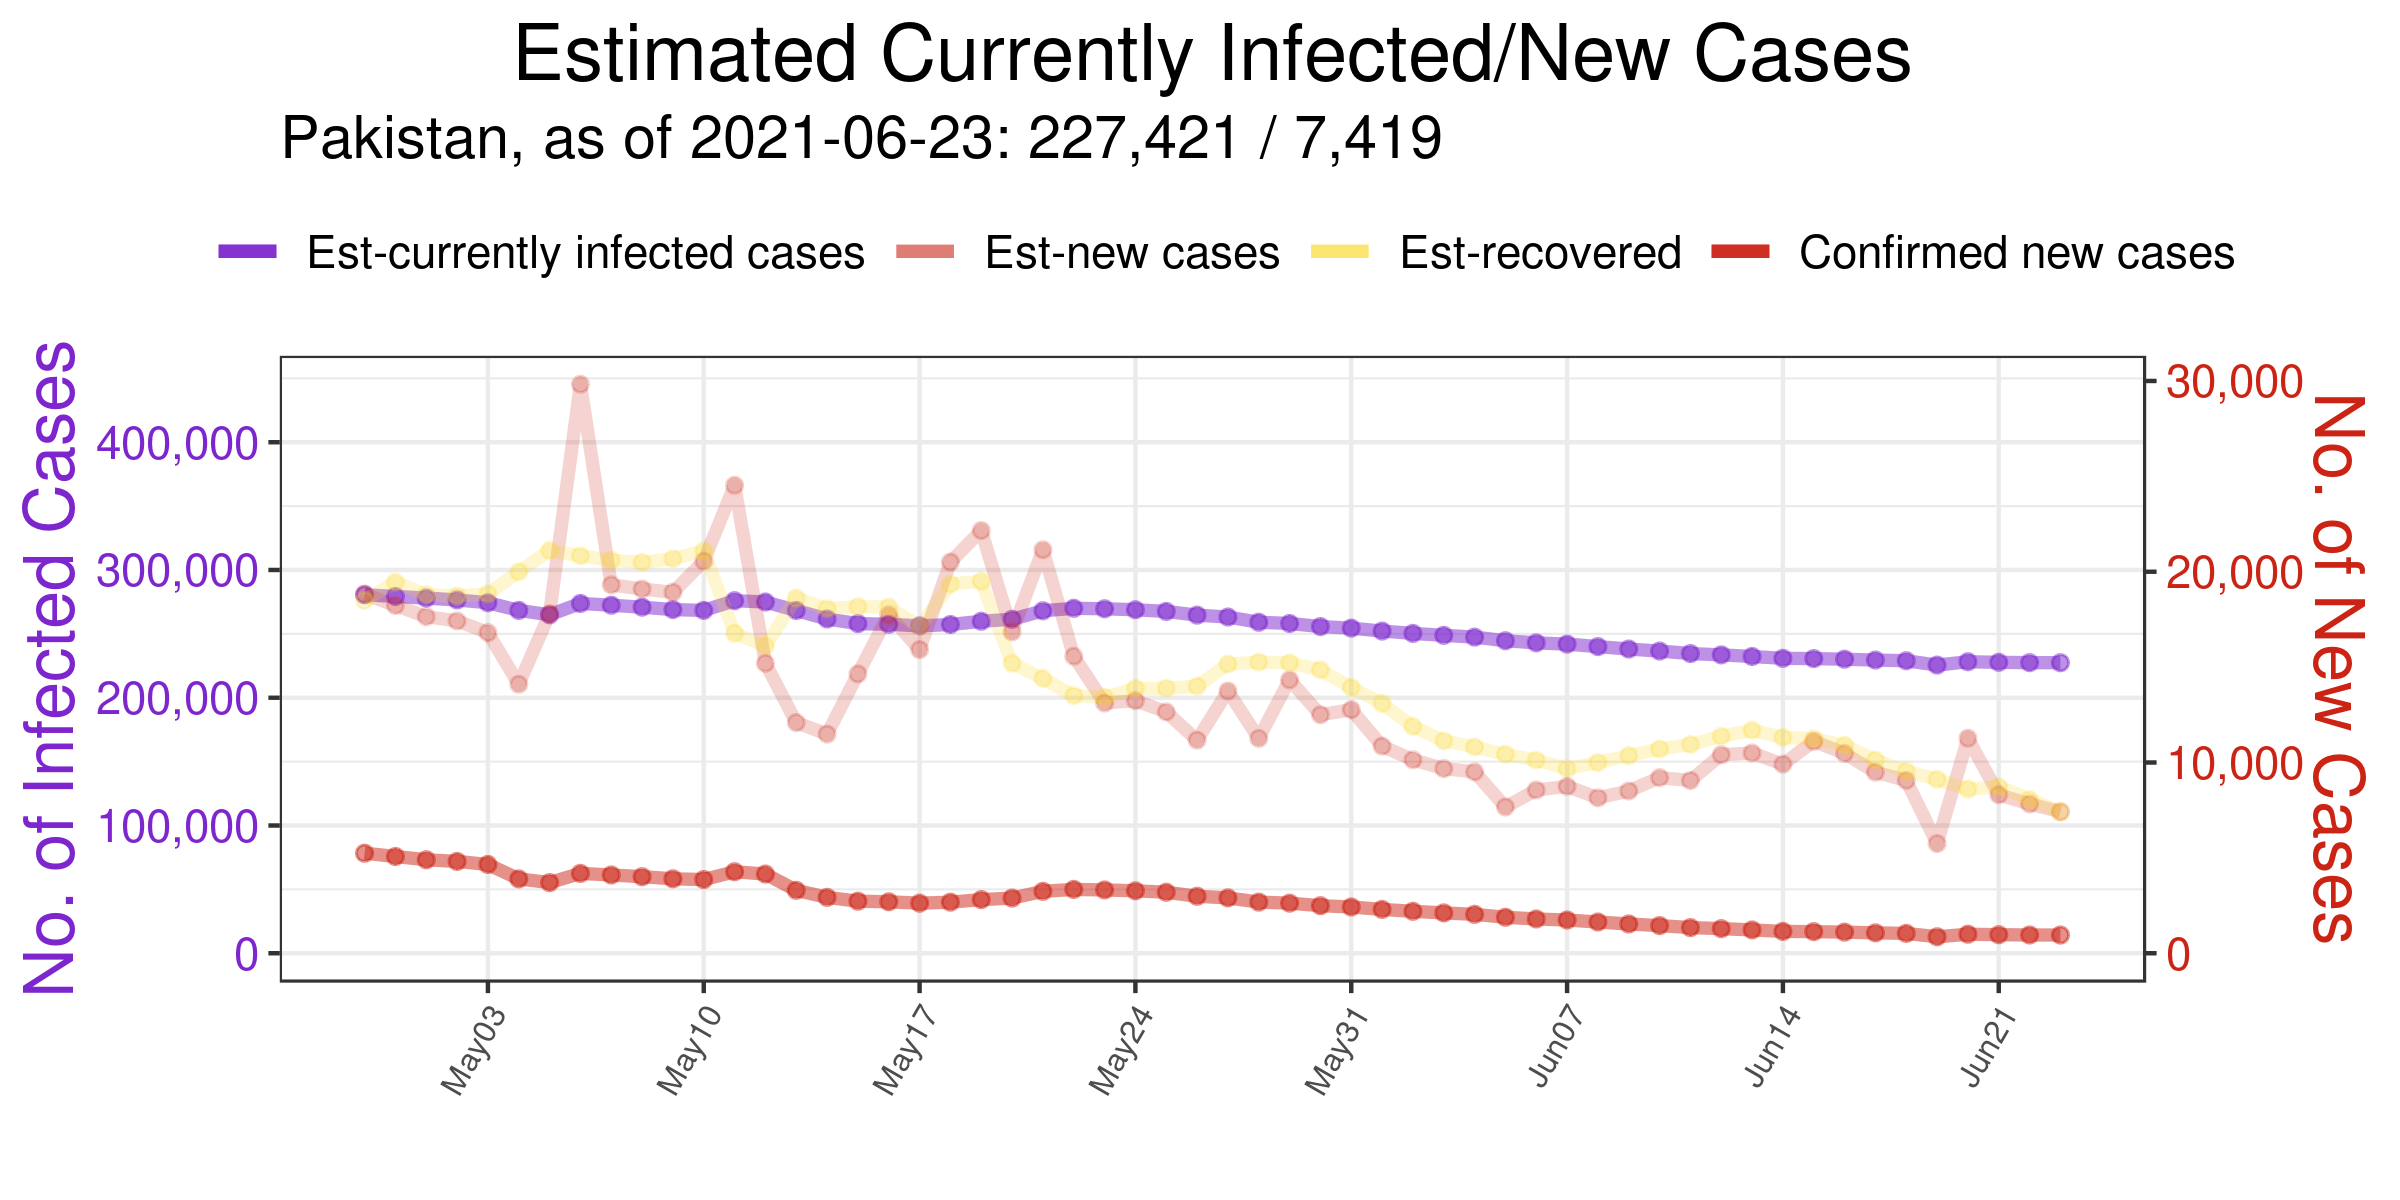 Estimated Currently Infected/New Cases
Pakistan, as of 2021-06-23: 227,421 / 7,419
Est-currently infected cases Est-new cases Est-recovered Confirmed new cases
No. of Infected Cases
400,000
300,000
200,000
100,000
0
30,000
20,000
10,000
0
No. of New Cases
May03 May10 May17 May24 May31 Jun07 Jun14 Jun21